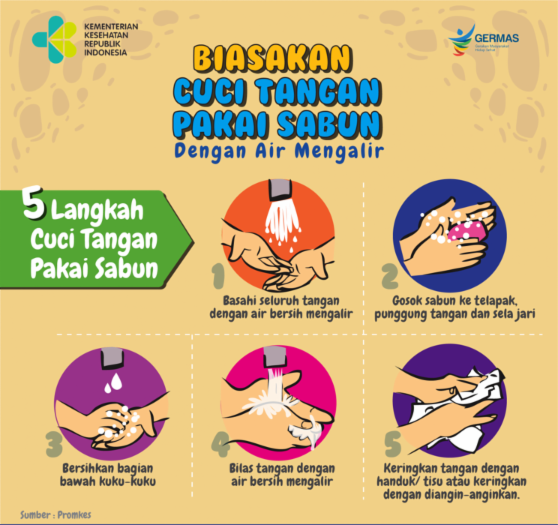 KEMENTERIAN
KESEHATAN
REPUBLIK
INDONESIA
GERMAS
BIASAKAN
CUCI TANGAN
PAKAI SABUN
Dengan Air Mengalir
5 Langkah
Cuci Tangan
Pakai Sabun
1
Basahi seluruh tangan
dengan air bersih mengalir
2
Gosok sabun ke telapak,
punggung tangan dan sela jari
3
Bersihkan bagian
bawah kuku-kuku
4
Bilas tangan dengan
air bersih mengalir
5
Keringkan tangan dengan
handuk/ tisu atau keringkan
dengan diangin-anginkan.
Sumber : Promkes